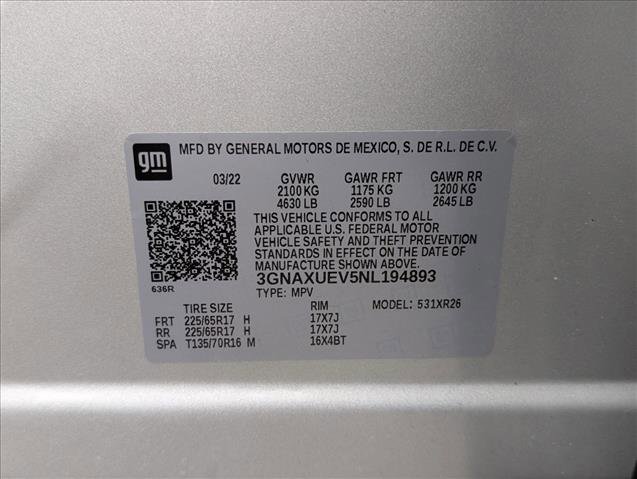 gm MFD BY GENERAL MOTORS DE MEXICO, S. DE R.L. DE C.V.
03/22 GVWR GAWR FRT GAWR RR
2100 KG 1175 KG 1200 KG
4630 LB 2590 LB 2645 LB
THIS VEHICLE CONFORMS TO ALL
APPLICABLE U.S. FEDERAL MOTOR
VEHICLE SAFETY AND THEFT PREVENTION
STANDARDS IN EFFECT ON THE DATE OF
MANUFACTURE SHOWN ABOVE.
3GNAXUEV5NL194893
636R TYPE: MPV
TIRE SIZE RIM MODEL: 531XR26
FRT 225/65R17 H 17X7J
RR 225/65R17 H 17X7J
SPA T135/70R16 M 16X4BT